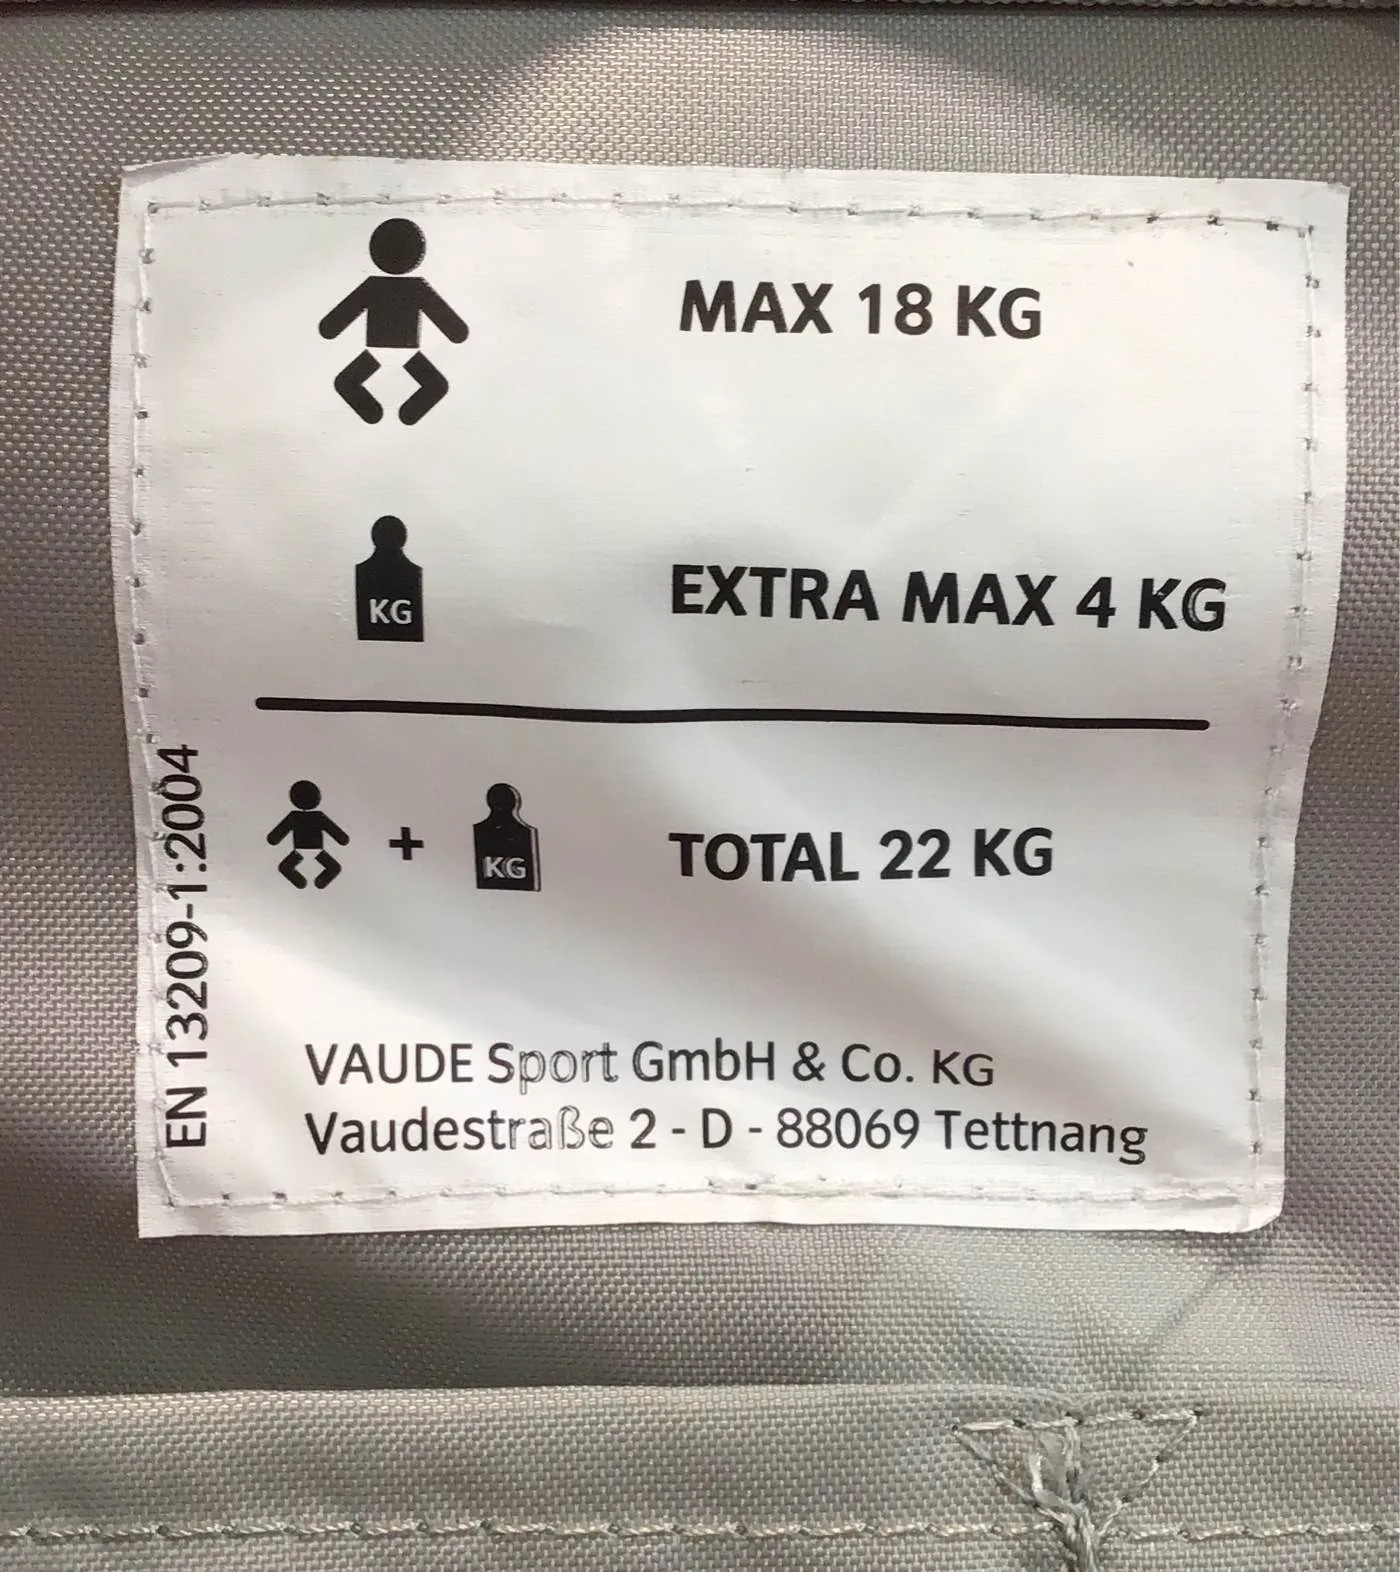 MAX 18 KG
KG
EXTRA MAX 4 KG
+
KG
TOTAL 22 KG
EN 13209-1:2004
VAUDE Sport GmbH & Co. KG
Vaudestraße 2 - D - 88069 Tettnang